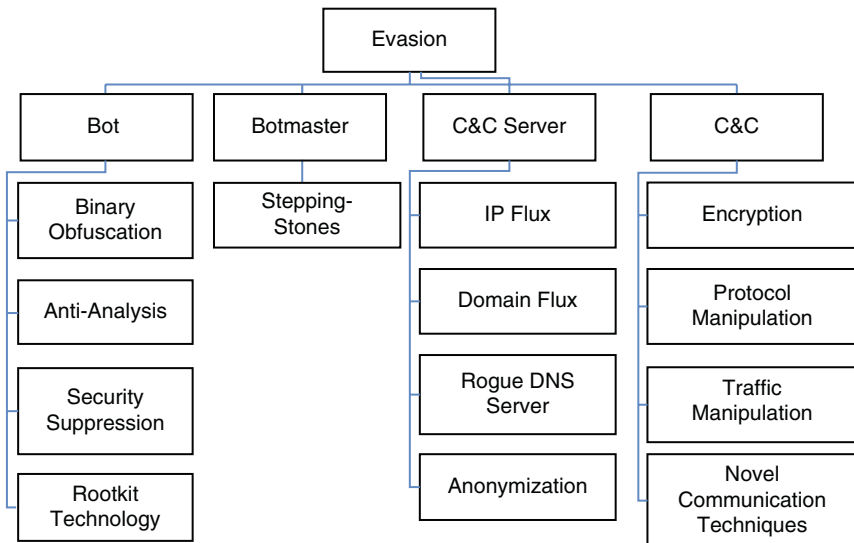 Evasion
Bot
Botmaster
C&C Server
C&C
Binary
Obfuscation
Anti-Analysis
Security
Suppression
Rootkit
Technology
Stepping-
Stones
IP Flux
Domain Flux
Rogue DNS
Server
Anonymization
Encryption
Protocol
Manipulation
Traffic
Manipulation
Novel
Communication
Techniques